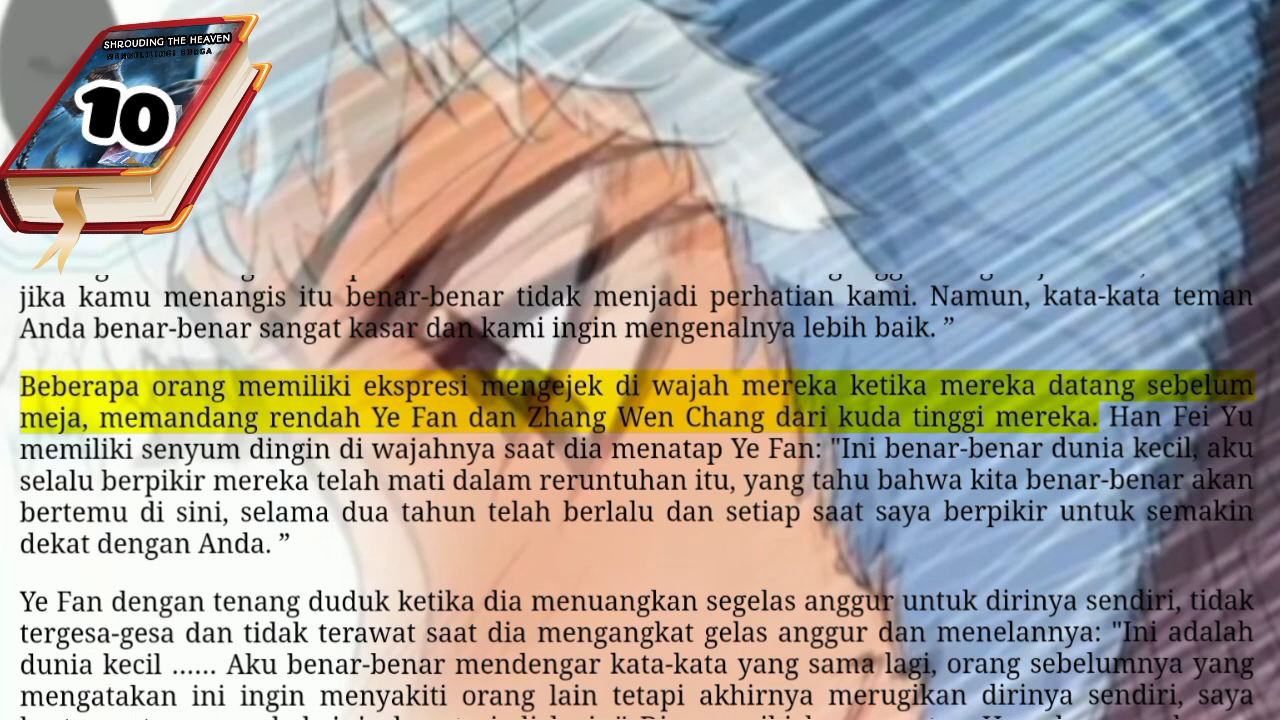 SHROUDING THE HEAVEN
10
jika kamu menangis itu benar-benar tidak menjadi perhatian kami. Namun, kata-kata teman
Anda benar-benar sangat kasar dan kami ingin mengenalnya lebih baik. ”
Beberapa orang memiliki ekspresi mengejek di wajah mereka ketika mereka datang sebelum
meja, memandang rendah Ye Fan dan Zhang Wen Chang dari kuda tinggi mereka. Han Fei Yu
memiliki senyum dingin di wajahnya saat dia menatap Ye Fan: "Ini benar-benar dunia kecil, aku
selalu berpikir mereka telah mati dalam reruntuhan itu, yang tahu bahwa kita benar-benar akan
bertemu di sini, selama dua tahun telah berlalu dan setiap saat saya berpikir untuk semakin
dekat dengan Anda. ”
Ye Fan dengan tenang duduk ketika dia menuangkan segelas anggur untuk dirinya sendiri, tidak
tergesa-gesa dan tidak terawat saat dia mengangkat gelas anggur dan menelannya: "Ini adalah
dunia kecil ...... Aku benar-benar mendengar kata-kata yang sama lagi, orang sebelumnya yang
mengatakan ini ingin menyakiti orang lain tetapi akhirnya merugikan dirinya sendiri, saya